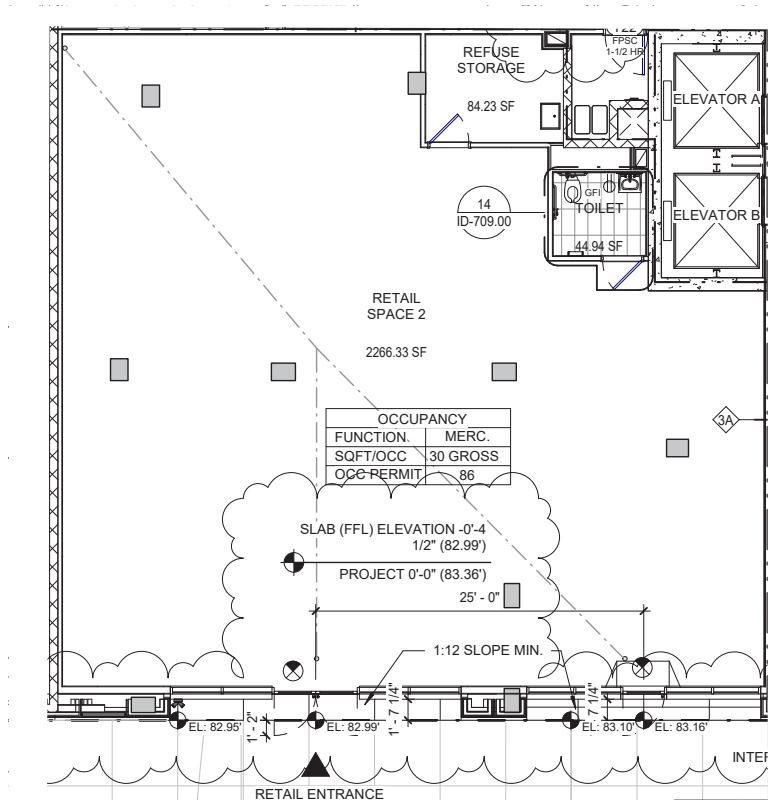 FPSC
1-1/2 HR
REFUSE
STORAGE
84.23 SF
ELEVATOR A
14
ID-709.00
GFI
TOILET
44.94 SF
ELEVATOR B
RETAIL
SPACE 2
2266.33 SF
OCCUPANCY
FUNCTION MERC.
SQFT/OCC 30 GROSS
OCC PERMIT 86
3A
SLAB (FFL) ELEVATION -0'-4
1/2" (82.99')
PROJECT 0'-0" (83.36')
25' - 0"
1:12 SLOPE MIN.
1' - 7 1/4"
7 1/4"
1' - 2"
EL: 82.95'
EL: 82.99'
EL: 83.10'
EL: 83.16'
RETAIL ENTRANCE